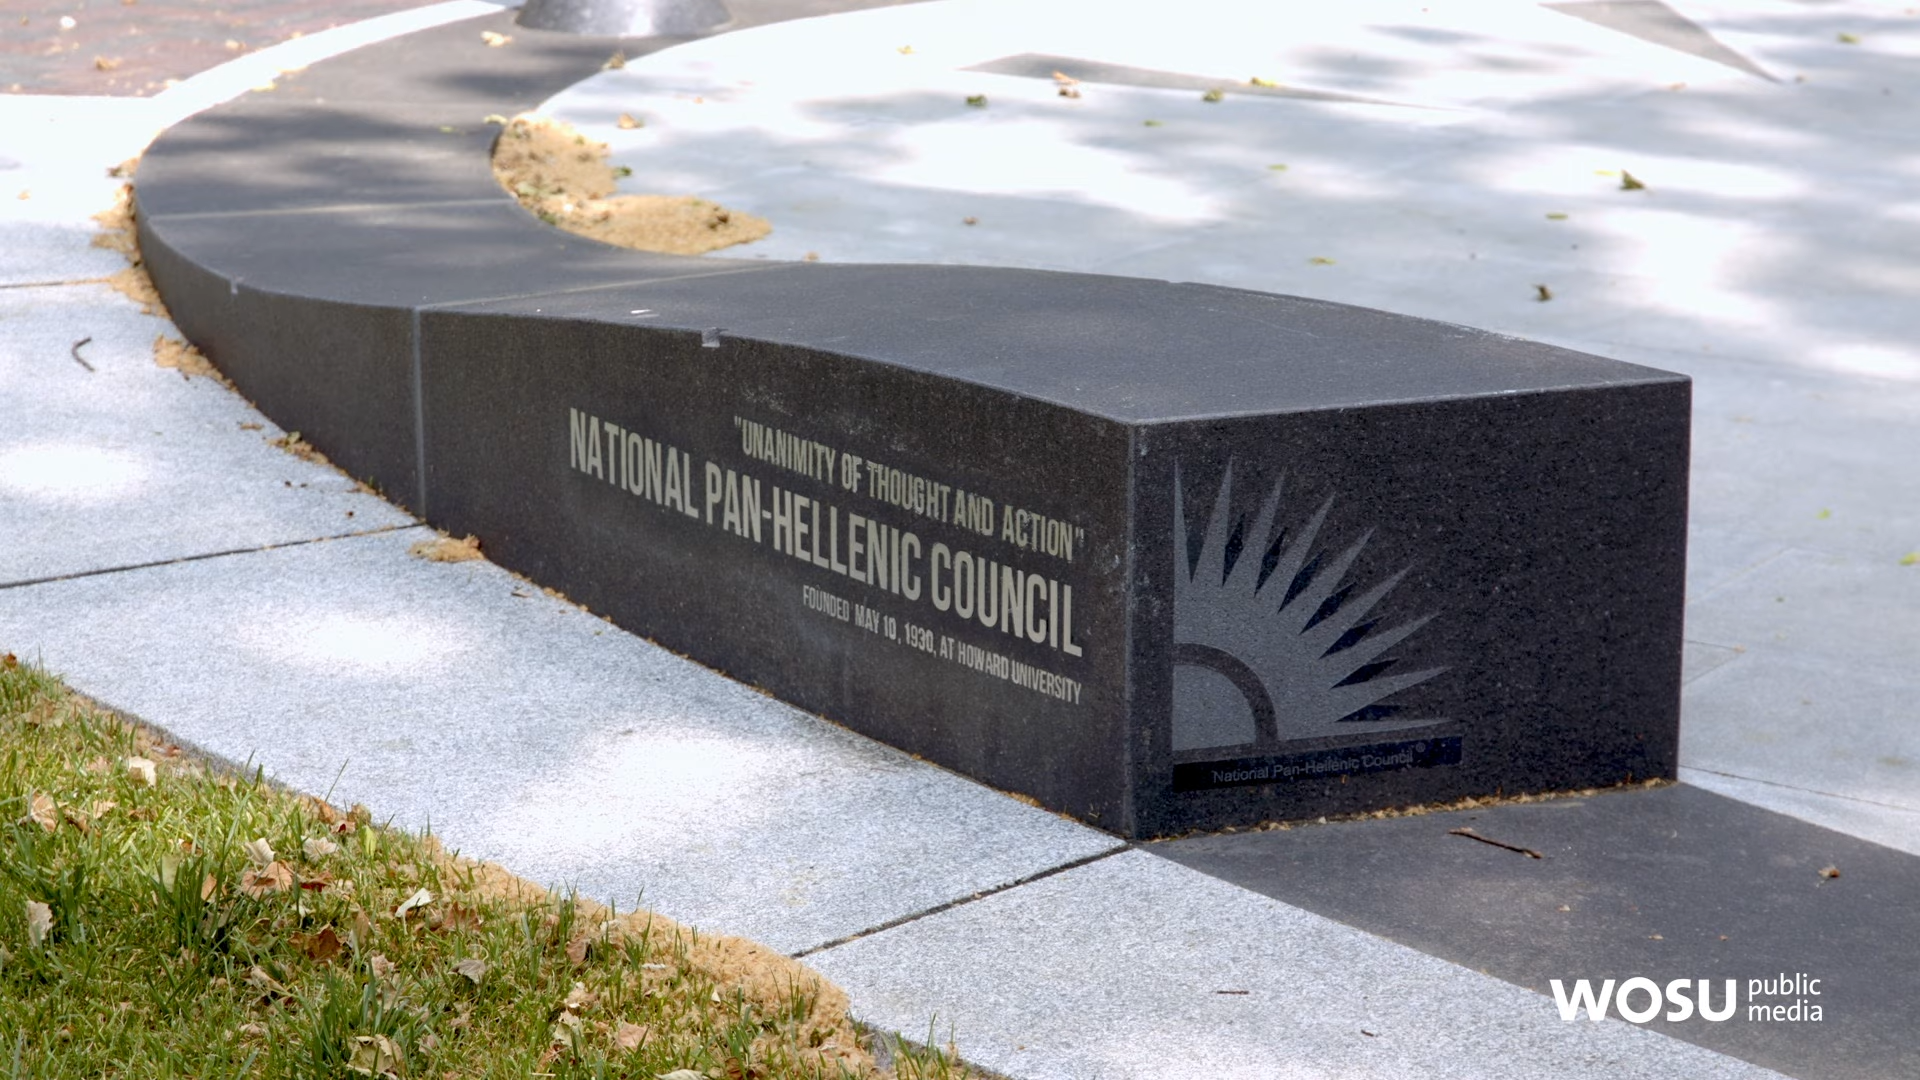 "UNANIMITY OF THOUGHT AND ACTION"
NATIONAL PAN-HELLENIC COUNCIL
FOUNDED MAY 10, 1930, AT HOWARD UNIVERSITY
National Pan-Hellenic Council®
WOSU public media